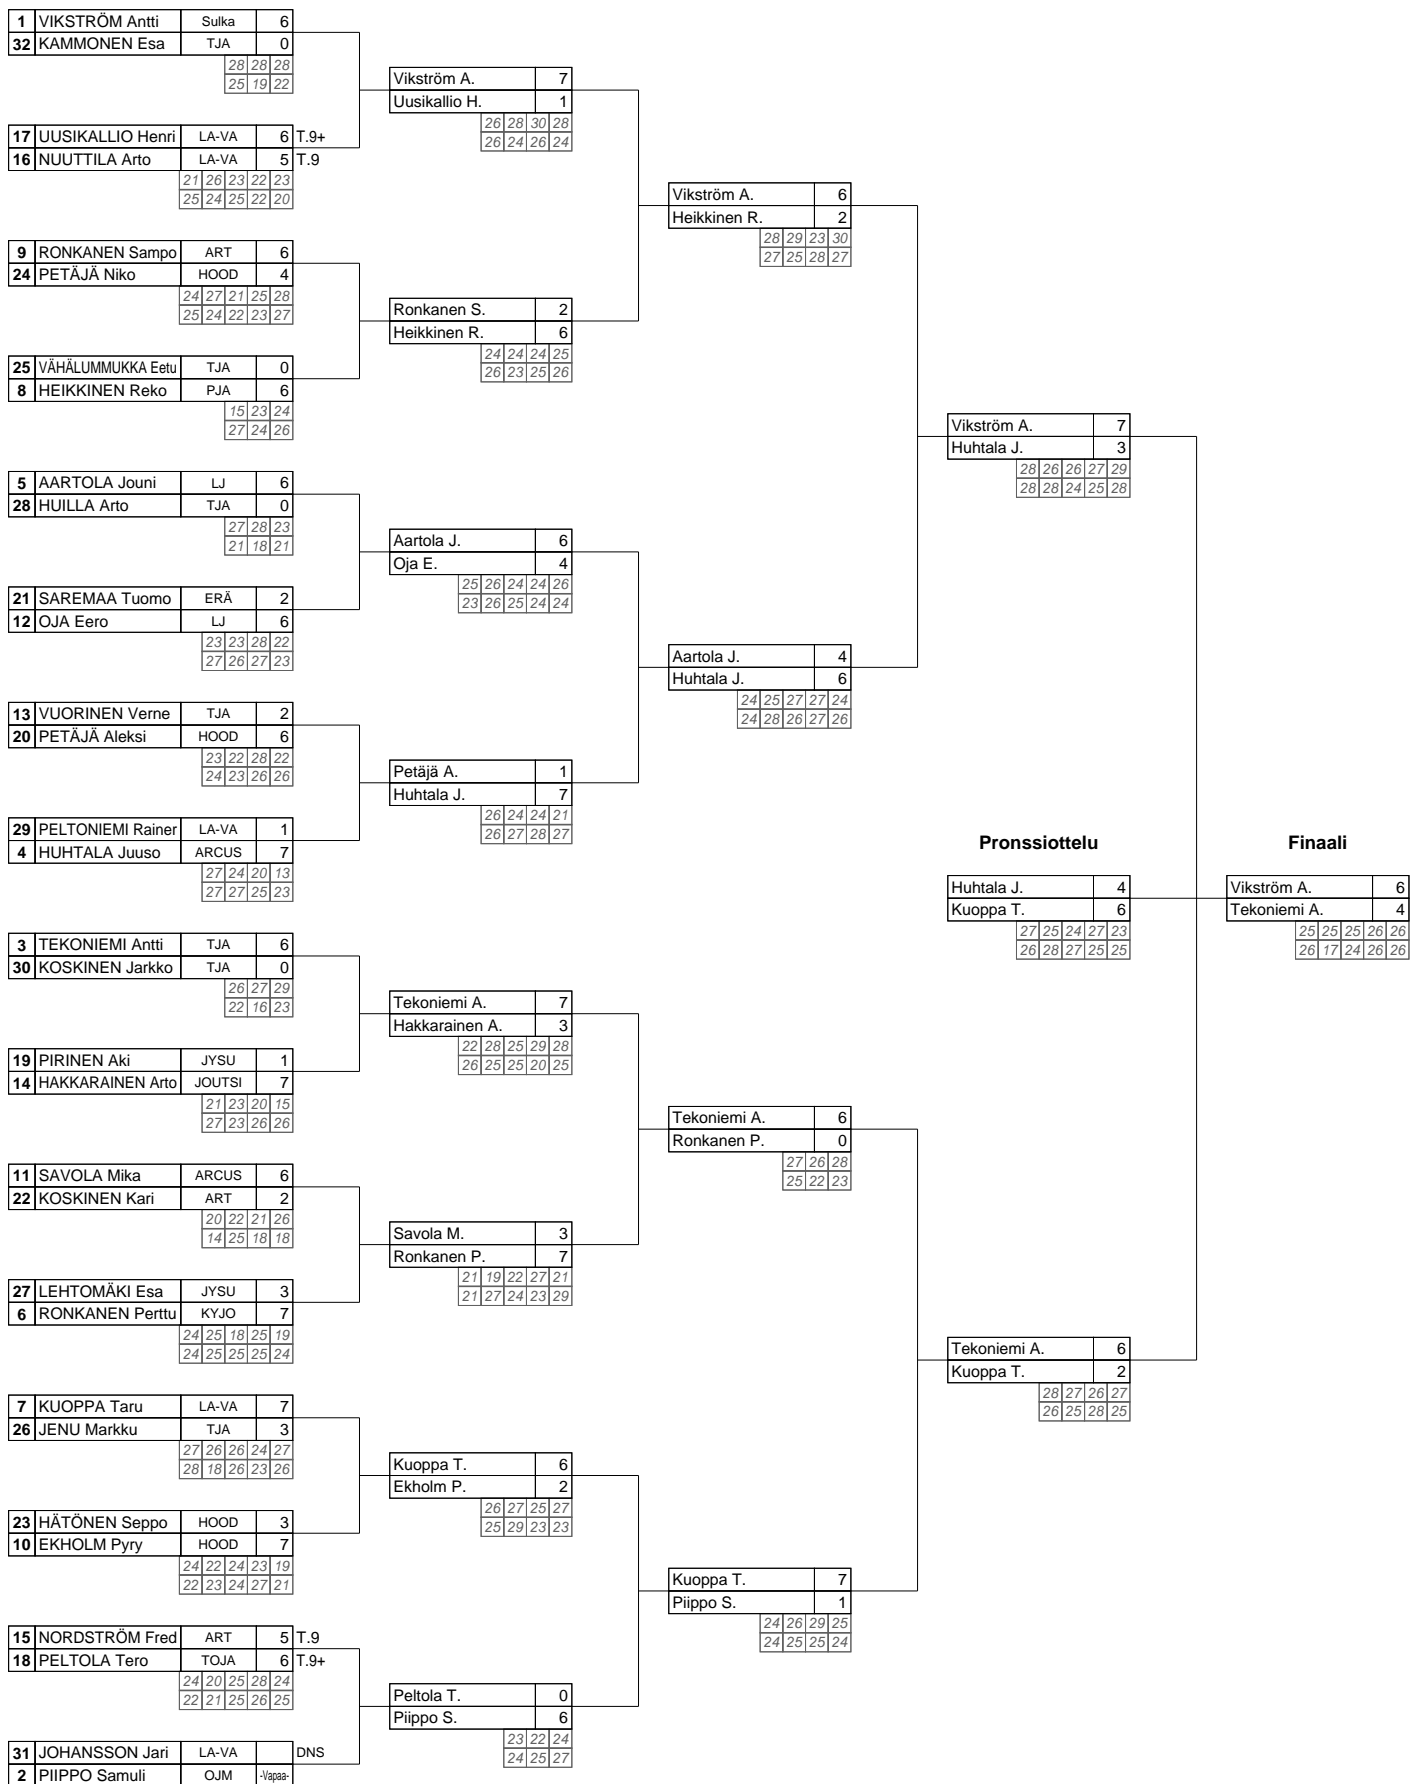 1 VIKSTRÖM Antti Sulka 6
32 KAMMONEN Esa TJA 0
28 28 28
25 19 22
17 UUSIKALLIO Henri LA-VA 6 T.9+
16 NUUTTILA Arto LA-VA 5 T.9
21 26 23 22 23
25 24 25 22 20
9 RONKANEN Sampo ART 6
24 PETÄJÄ Niko HOOD 4
24 27 21 25 28
25 24 22 23 27
25 VÄHÄLUMMUKKA Eetu TJA 0
8 HEIKKINEN Reko PJA 6
15 23 24
27 24 26
5 AARTOLA Jouni LJ 6
28 HUILLA Arto TJA 0
27 28 23
21 18 21
21 SAREMAA Tuomo ERÄ 2
12 OJA Eero LJ 6
23 23 28 22
27 26 27 23
13 VUORINEN Verne TJA 2
20 PETÄJÄ Aleksi HOOD 6
23 22 28 22
24 23 26 26
29 PELTONIEMI Rainer LA-VA 1
4 HUHTALA Juuso ARCUS 7
27 24 20 13
27 27 25 23
3 TEKONIEMI Antti TJA 6
30 KOSKINEN Jarkko TJA 0
26 27 29
22 16 23
19 PIRINEN Aki JYSU 1
14 HAKKARAINEN Arto JOUTSI 7
21 23 20 15
27 23 26 26
11 SAVOLA Mika ARCUS 6
22 KOSKINEN Kari ART 2
20 22 21 26
14 25 18 18
27 LEHTOMÄKI Esa JYSU 3
6 RONKANEN Perttu KYJO 7
24 25 18 25 19
24 25 25 25 24
7 KUOPPA Taru LA-VA 7
26 JENU Markku TJA 3
27 26 26 24 27
28 18 26 23 26
23 HÄTÖNEN Seppo HOOD 3
10 EKHOLM Pyry HOOD 7
24 22 24 23 19
22 23 24 27 21
15 NORDSTRÖM Fred ART 5 T.9
18 PELTOLA Tero TOJA 6 T.9+
24 20 25 28 24
22 21 25 26 25
31 JOHANSSON Jari LA-VA DNS
2 PIIPPO Samuli OJM -Vapaa-
Vikström A. 7
Uusikallio H. 1
26 28 30 28
26 24 26 24
Ronkanen S. 2
Heikkinen R. 6
24 24 24 25
26 23 25 26
Aartola J. 6
Oja E. 4
25 26 24 24 26
23 26 25 24 24
Petäjä A. 1
Huhtala J. 7
26 24 24 21
26 27 28 27
Tekoniemi A. 7
Hakkarainen A. 3
22 28 25 29 28
26 25 25 20 25
Savola M. 3
Ronkanen P. 7
21 19 22 27 21
21 27 24 23 29
Kuoppa T. 6
Ekholm P. 2
26 27 25 27
25 29 23 23
Peltola T. 0
Piippo S. 6
23 22 24
24 25 27
Vikström A. 6
Heikkinen R. 2
28 29 23 30
27 25 28 27
Aartola J. 4
Huhtala J. 6
24 25 27 27 24
24 28 26 27 26
Tekoniemi A. 6
Ronkanen P. 0
27 26 28
25 22 23
Kuoppa T. 7
Piippo S. 1
24 26 29 25
24 25 25 24
Vikström A. 7
Huhtala J. 3
28 26 26 27 29
28 28 24 25 28
Tekoniemi A. 6
Kuoppa T. 2
28 27 26 27
26 25 28 25
Pronssiottelu
Huhtala J. 4
Kuoppa T. 6
27 25 24 27 23
26 28 27 25 25
Finaali
Vikström A. 6
Tekoniemi A. 4
25 25 25 26 26
26 17 24 26 26